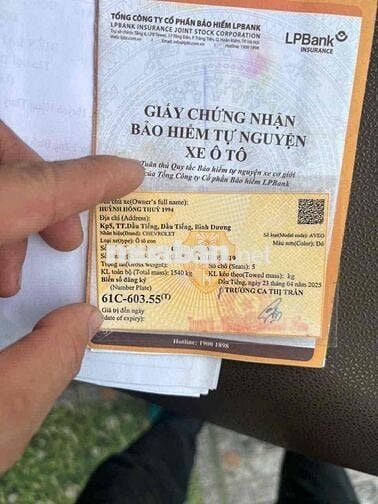 TỔNG CÔNG TY CỔ PHẦN BẢO HIỂM LPBANK
LPBANK INSURANCE JOINT STOCK CORPORATION
LPBank
INSURANCE
GIẤY CHỨNG NHẬN
BẢO HIỂM TỰ NGUYỆN
XE Ô TÔ
Tuân thủ Quy tắc Bảo hiểm tự nguyện xe cơ giới
của Tổng Công ty Cổ phần Bảo hiểm LPBank
chủ xe (Owner's full name):
HUỲNH HỒNG THUÝ 1994
Địa chỉ (Address):
Kp5, TT.Dầu Tiếng, Dầu Tiếng, Bình Dương
Nhãn hiệu (Brand): CHEVROLET
Số loại(Model code): AVEO
Màu sơn(Color): Đỏ
Ô tô con
Số chỗ (Seats): 5
KL toàn bộ (Total mass): 1540 kg
KL kéo theo(Towed mass): kg
Biển số đăng ký
Dầu Tiếng, ngày 23 tháng 04 năm 2025
(Number Plate)
TRƯỞNG CA THỊ TRẤN
61C-603.55(T)
Giá trị đến ngày
(date of expiry):
Hotline: 1900 1898